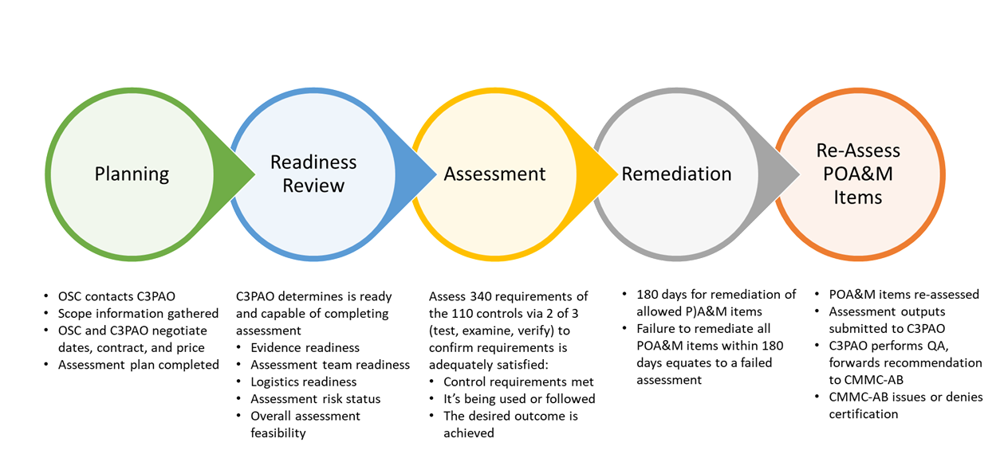 Planning
Readiness
Review
Assessment
Remediation
Re-Assess
POA&M
Items
• OSC contacts C3PAO
• Scope information gathered
• OSC and C3PAO negotiate
dates, contract, and price
• Assessment plan completed
C3PAO determines is ready
and capable of completing
assessment
• Evidence readiness
• Assessment team readiness
• Logistics readiness
• Assessment risk status
• Overall assessment
feasibility
Assess 340 requirements of
the 110 controls via 2 of 3
(test, examine, verify) to
confirm requirements is
adequately satisfied:
• Control requirements met
• It’s being used or followed
• The desired outcome is
achieved
• 180 days for remediation of
allowed P)A&M items
• Failure to remediate all
POA&M items within 180
days equates to a failed
assessment
• POA&M items re-assessed
• Assessment outputs
submitted to C3PAO
• C3PAO performs QA,
forwards recommendation
to CMMC-AB
• CMMC-AB issues or denies
certification